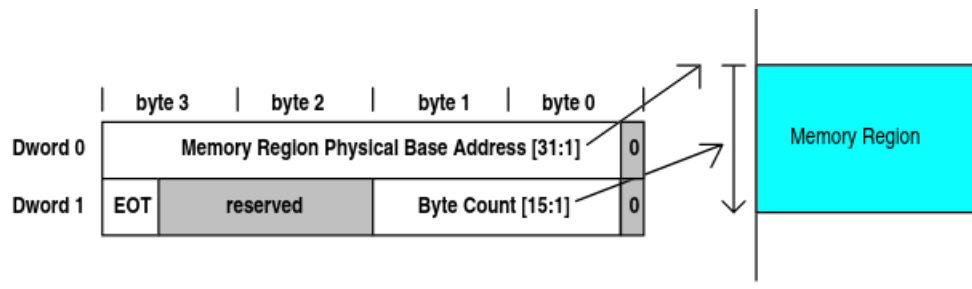 byte 3 byte 2 byte 1 byte 0
Dword 0 Memory Region Physical Base Address [31:1] 0
Memory Region
Dword 1 EOT reserved Byte Count [15:1] 0